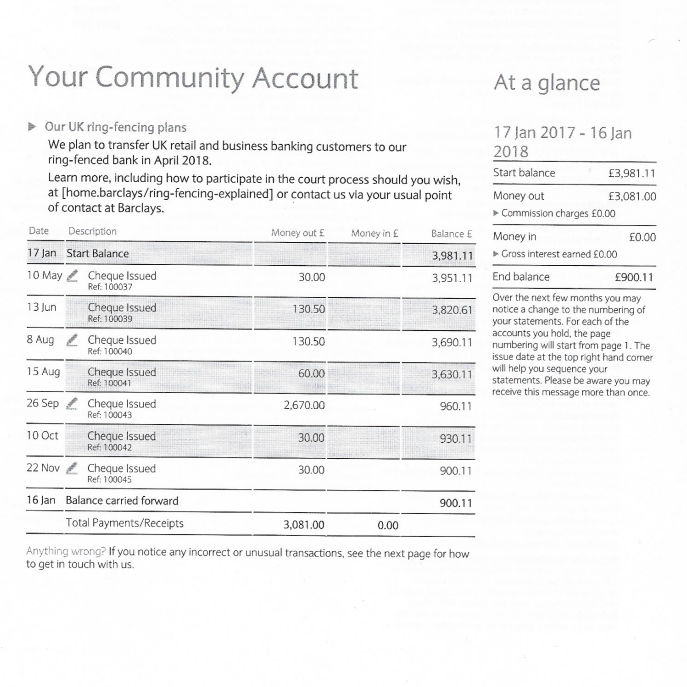 Your Community Account
Our UK ring-fencing plans
We plan to transfer UK retail and business banking customers to our
ring-fenced bank in April 2018.
Learn more, including how to participate in the court process should you wish,
at [home.barclays/ring-fencing-explained] or contact us via your usual point
of contact at Barclays.
Date Description Money out £ Money in £ Balance £
17 Jan Start Balance 3,981.11
10 May Cheque Issued 30.00 3,951.11
Ref: 100037
13 Jun Cheque Issued 130.50 3,820.61
Ref: 100039
8 Aug Cheque Issued 130.50 3,690.11
Ref: 100040
15 Aug Cheque Issued 60.00 3,630.11
Ref: 100041
26 Sep Cheque Issued 2,670.00 960.11
Ref: 100043
10 Oct Cheque Issued 30.00 930.11
Ref: 100042
22 Nov Cheque Issued 30.00 900.11
Ref: 100045
16 Jan Balance carried forward 900.11
Total Payments/Receipts 3,081.00 0.00
Anything wrong? If you notice any incorrect or unusual transactions, see the next page for how
to get in touch with us.
At a glance
17 Jan 2017 - 16 Jan
2018
Start balance £3,981.11
Money out £3,081.00
Commission charges £0.00
Money in £0.00
Gross interest earned £0.00
End balance £900.11
Over the next few months you may
notice a change to the numbering of
your statements. For each of the
accounts you hold, the page
numbering will start from page 1. The
issue date at the top right hand corner
will help you sequence your
statements. Please be aware you may
receive this message more than once.